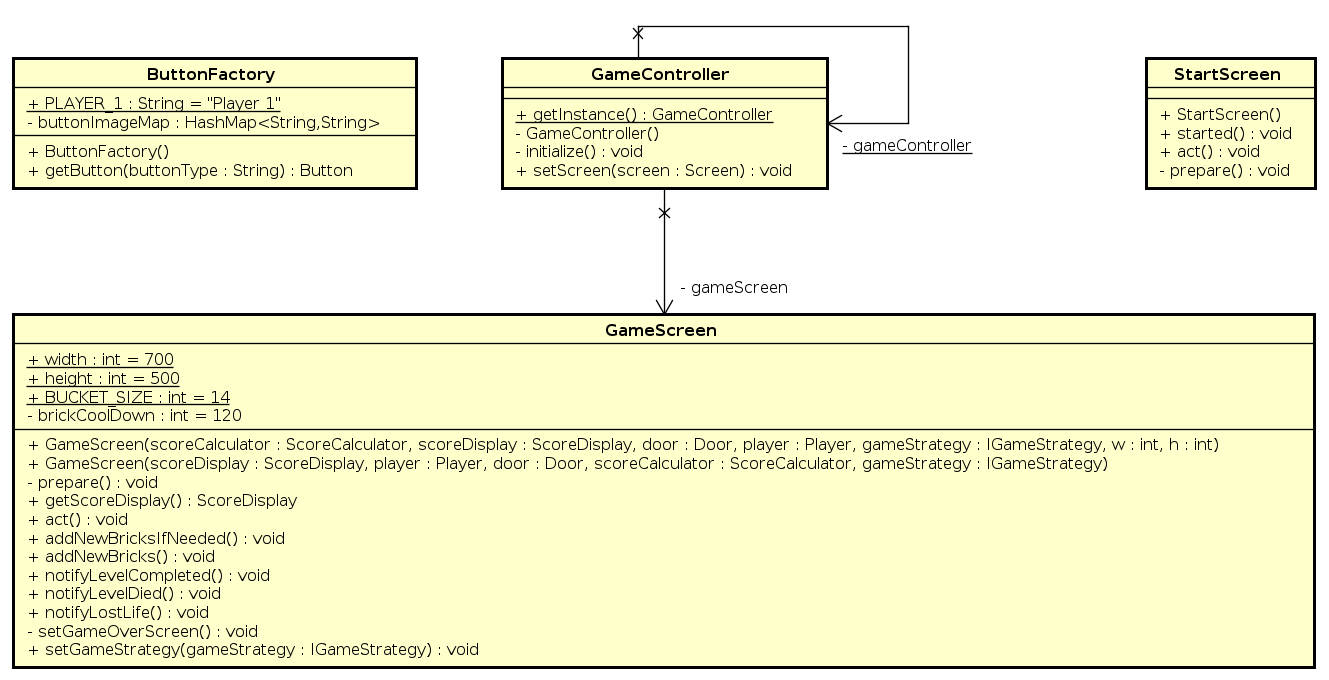 ButtonFactory
+ PLAYER_1 : String = "Player 1"
- buttonImageMap : HashMap<String,String>
+ ButtonFactory()
+ getButton(buttonType : String) : Button
GameController
+ getInstance() : GameController
- GameController()
- initialize() : void
+ setScreen(screen : Screen) : void
- gameController
StartScreen
+ StartScreen()
+ started() : void
+ act() : void
- prepare() : void
- gameScreen
GameScreen
+ width : int = 700
+ height : int = 500
+ BUCKET_SIZE : int = 14
- brickCoolDown : int = 120
+ GameScreen(scoreCalculator : ScoreCalculator, scoreDisplay : ScoreDisplay, door : Door, player : Player, gameStrategy : IGameStrategy, w : int, h : int)
+ GameScreen(scoreDisplay : ScoreDisplay, player : Player, door : Door, scoreCalculator : ScoreCalculator, gameStrategy : IGameStrategy)
- prepare() : void
+ getScoreDisplay() : ScoreDisplay
+ act() : void
+ addNewBricksIfNeeded() : void
+ addNewBricks() : void
+ notifyLevelCompleted() : void
+ notifyLevelDied() : void
+ notifyLostLife() : void
- setGameOverScreen() : void
+ setGameStrategy(gameStrategy : IGameStrategy) : void